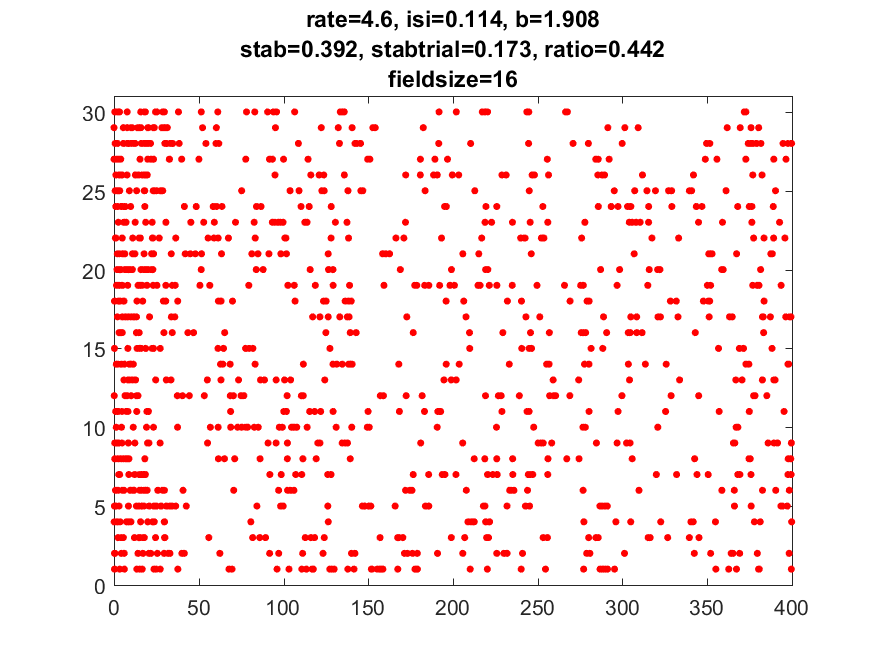 rate=4.6, isi=0.114, b=1.908
stab=0.392, stabtrial=0.173, ratio=0.442
fieldsize=16
30
25
20
15
10
5
0
0 50 100 150 200 250 300 350 400